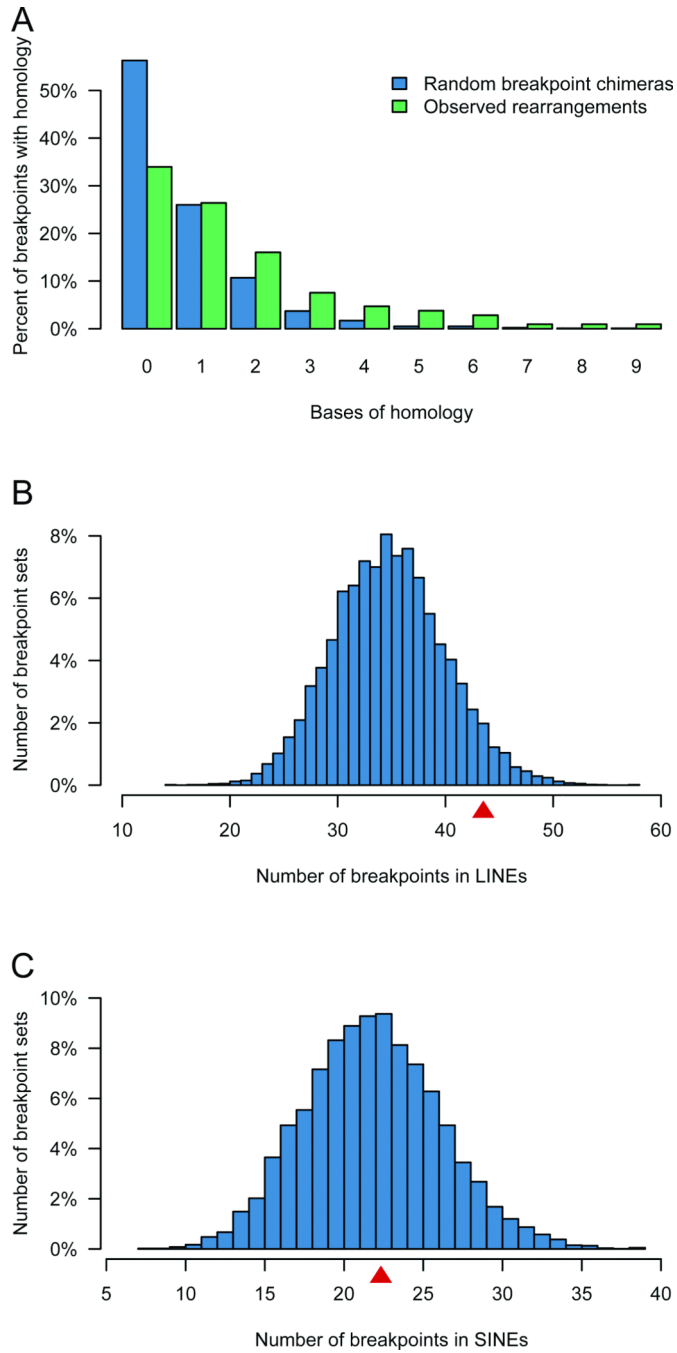 A
Percent of breakpoints with homology
50%
40%
30%
20%
10%
0%
Random breakpoint chimeras
Observed rearrangements
0 1 2 3 4 5 6 7 8 9
Bases of homology
B
Number of breakpoint sets
8%
6%
4%
2%
0%
10 20 30 40 50 60
Number of breakpoints in LINEs
C
Number of breakpoint sets
10%
8%
6%
4%
2%
0%
5 10 15 20 25 30 35 40
Number of breakpoints in SINEs